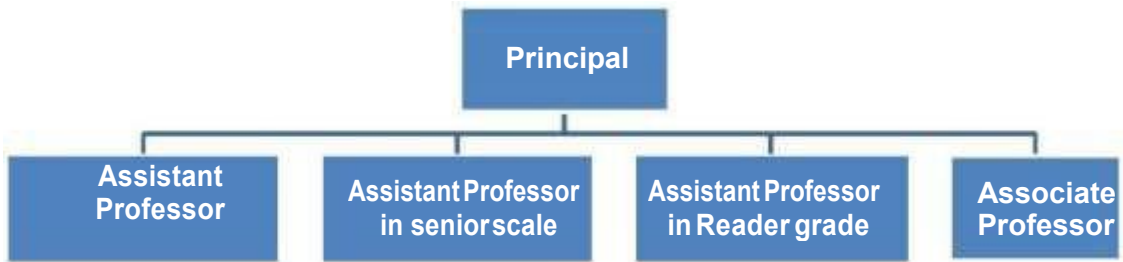 Principal
Assistant
Professor
Assistant Professor
in senior scale
Assistant Professor
in Reader grade
Associate
Professor